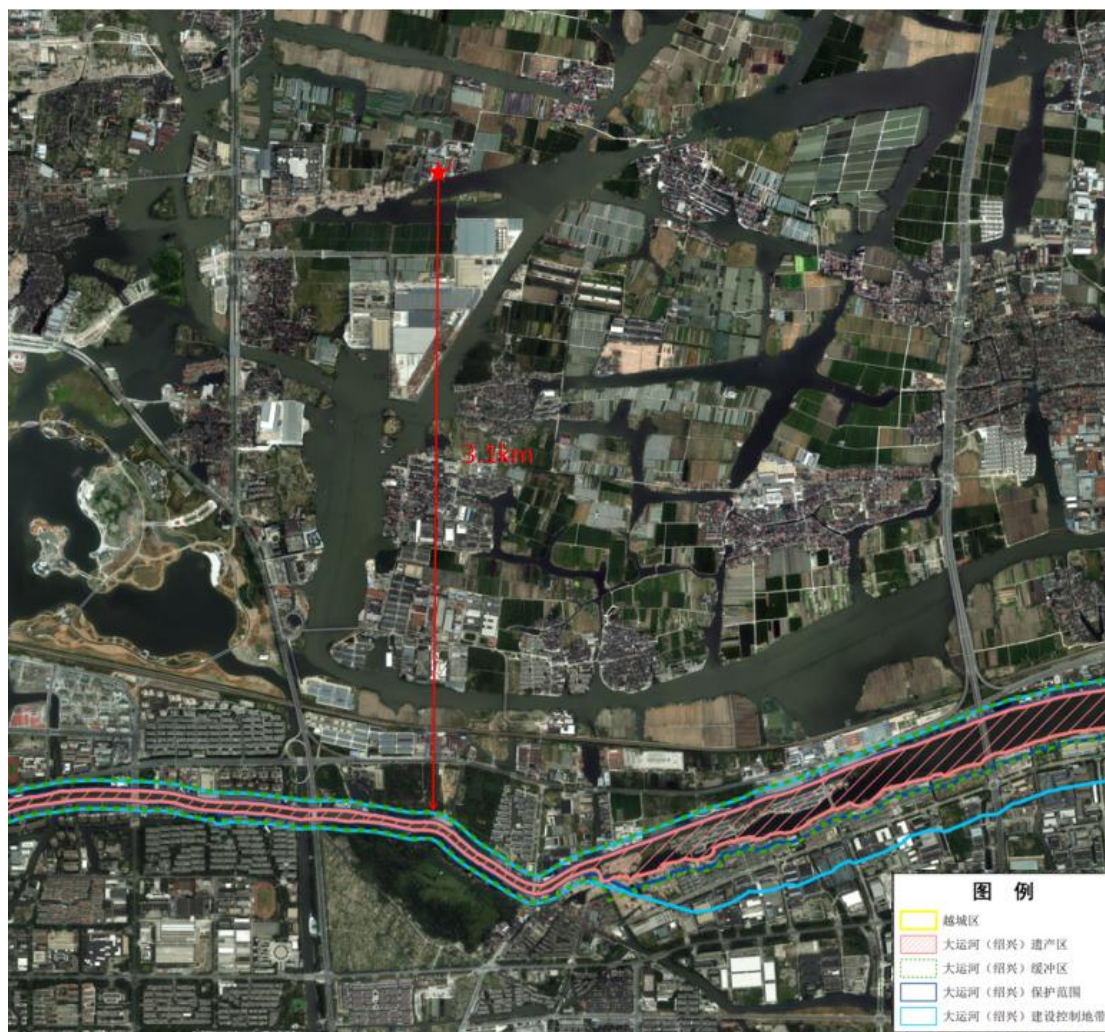 3.1km
图 例
越城区
大运河（绍兴）遗产区
大运河（绍兴）缓冲区
大运河（绍兴）保护范围
大运河（绍兴）建设控制地带